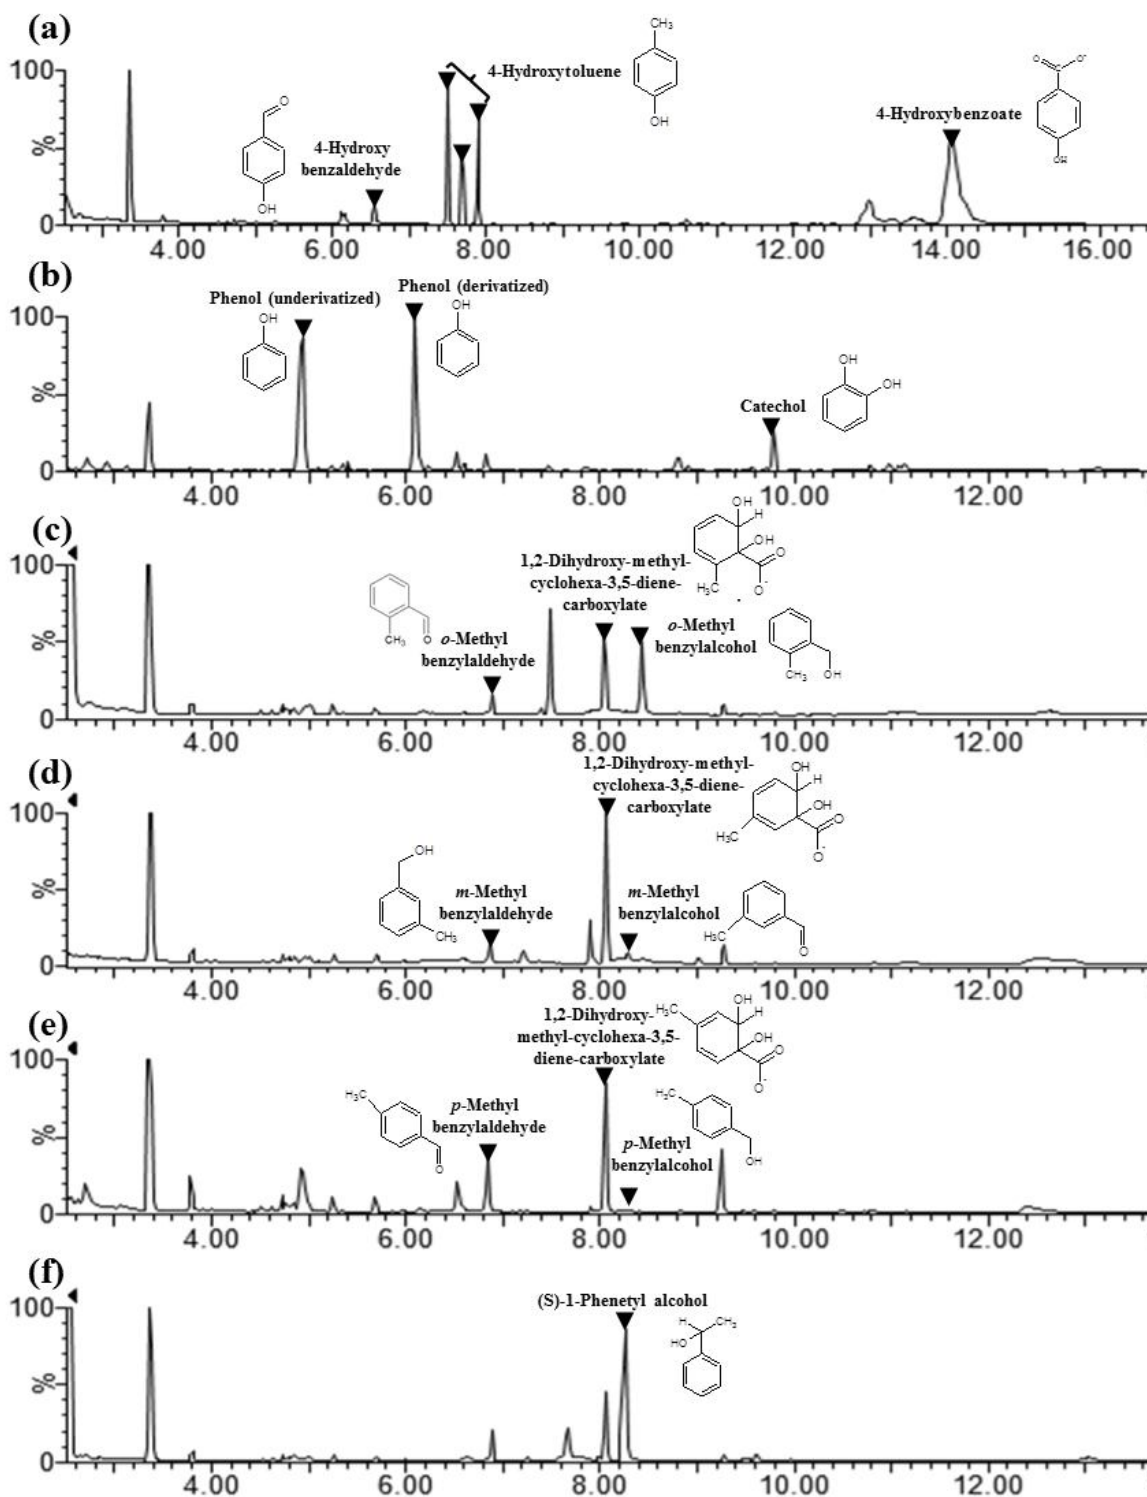 (a)
CH₃
4-Hydroxytoluene
OH
O
O⁻
4-Hydroxybenzoate
OH
O
4-Hydroxy
benzaldehyde
OH
100
%
0
4.00 6.00 8.00 10.00 12.00 14.00 16.00
(b)
Phenol (underivatized)
OH
Phenol (derivatized)
OH
OH
OH
Catechol
100
%
0
4.00 6.00 8.00 10.00 12.00
(c)
OH
H
OH
O
O⁻
H₃C
1,2-Dihydroxy-methyl-
cyclohexa-3,5-diene-
carboxylate
CH₃
O
o-Methyl
benzylaldehyde
o-Methyl
benzylalcohol
CH₃
OH
100
%
0
4.00 6.00 8.00 10.00 12.00
(d)
1,2-Dihydroxy-methyl-
cyclohexa-3,5-diene-
carboxylate
OH
H
OH
O
O⁻
H₃C
OH
CH₃
m-Methyl
benzylaldehyde
m-Methyl
benzylalcohol
H₃C
O
100
%
0
4.00 6.00 8.00 10.00 12.00
(e)
1,2-Dihydroxy-
methyl-cyclohexa-3,5-
diene-carboxylate
H₃C
OH
H
OH
O
O⁻
H₃C
O
p-Methyl
benzylaldehyde
p-Methyl
benzylalcohol
H₃C
OH
100
%
0
4.00 6.00 8.00 10.00 12.00
(f)
(S)-1-Phenetyl alcohol
H
CH₃
HO
100
%
0
4.00 6.00 8.00 10.00 12.00